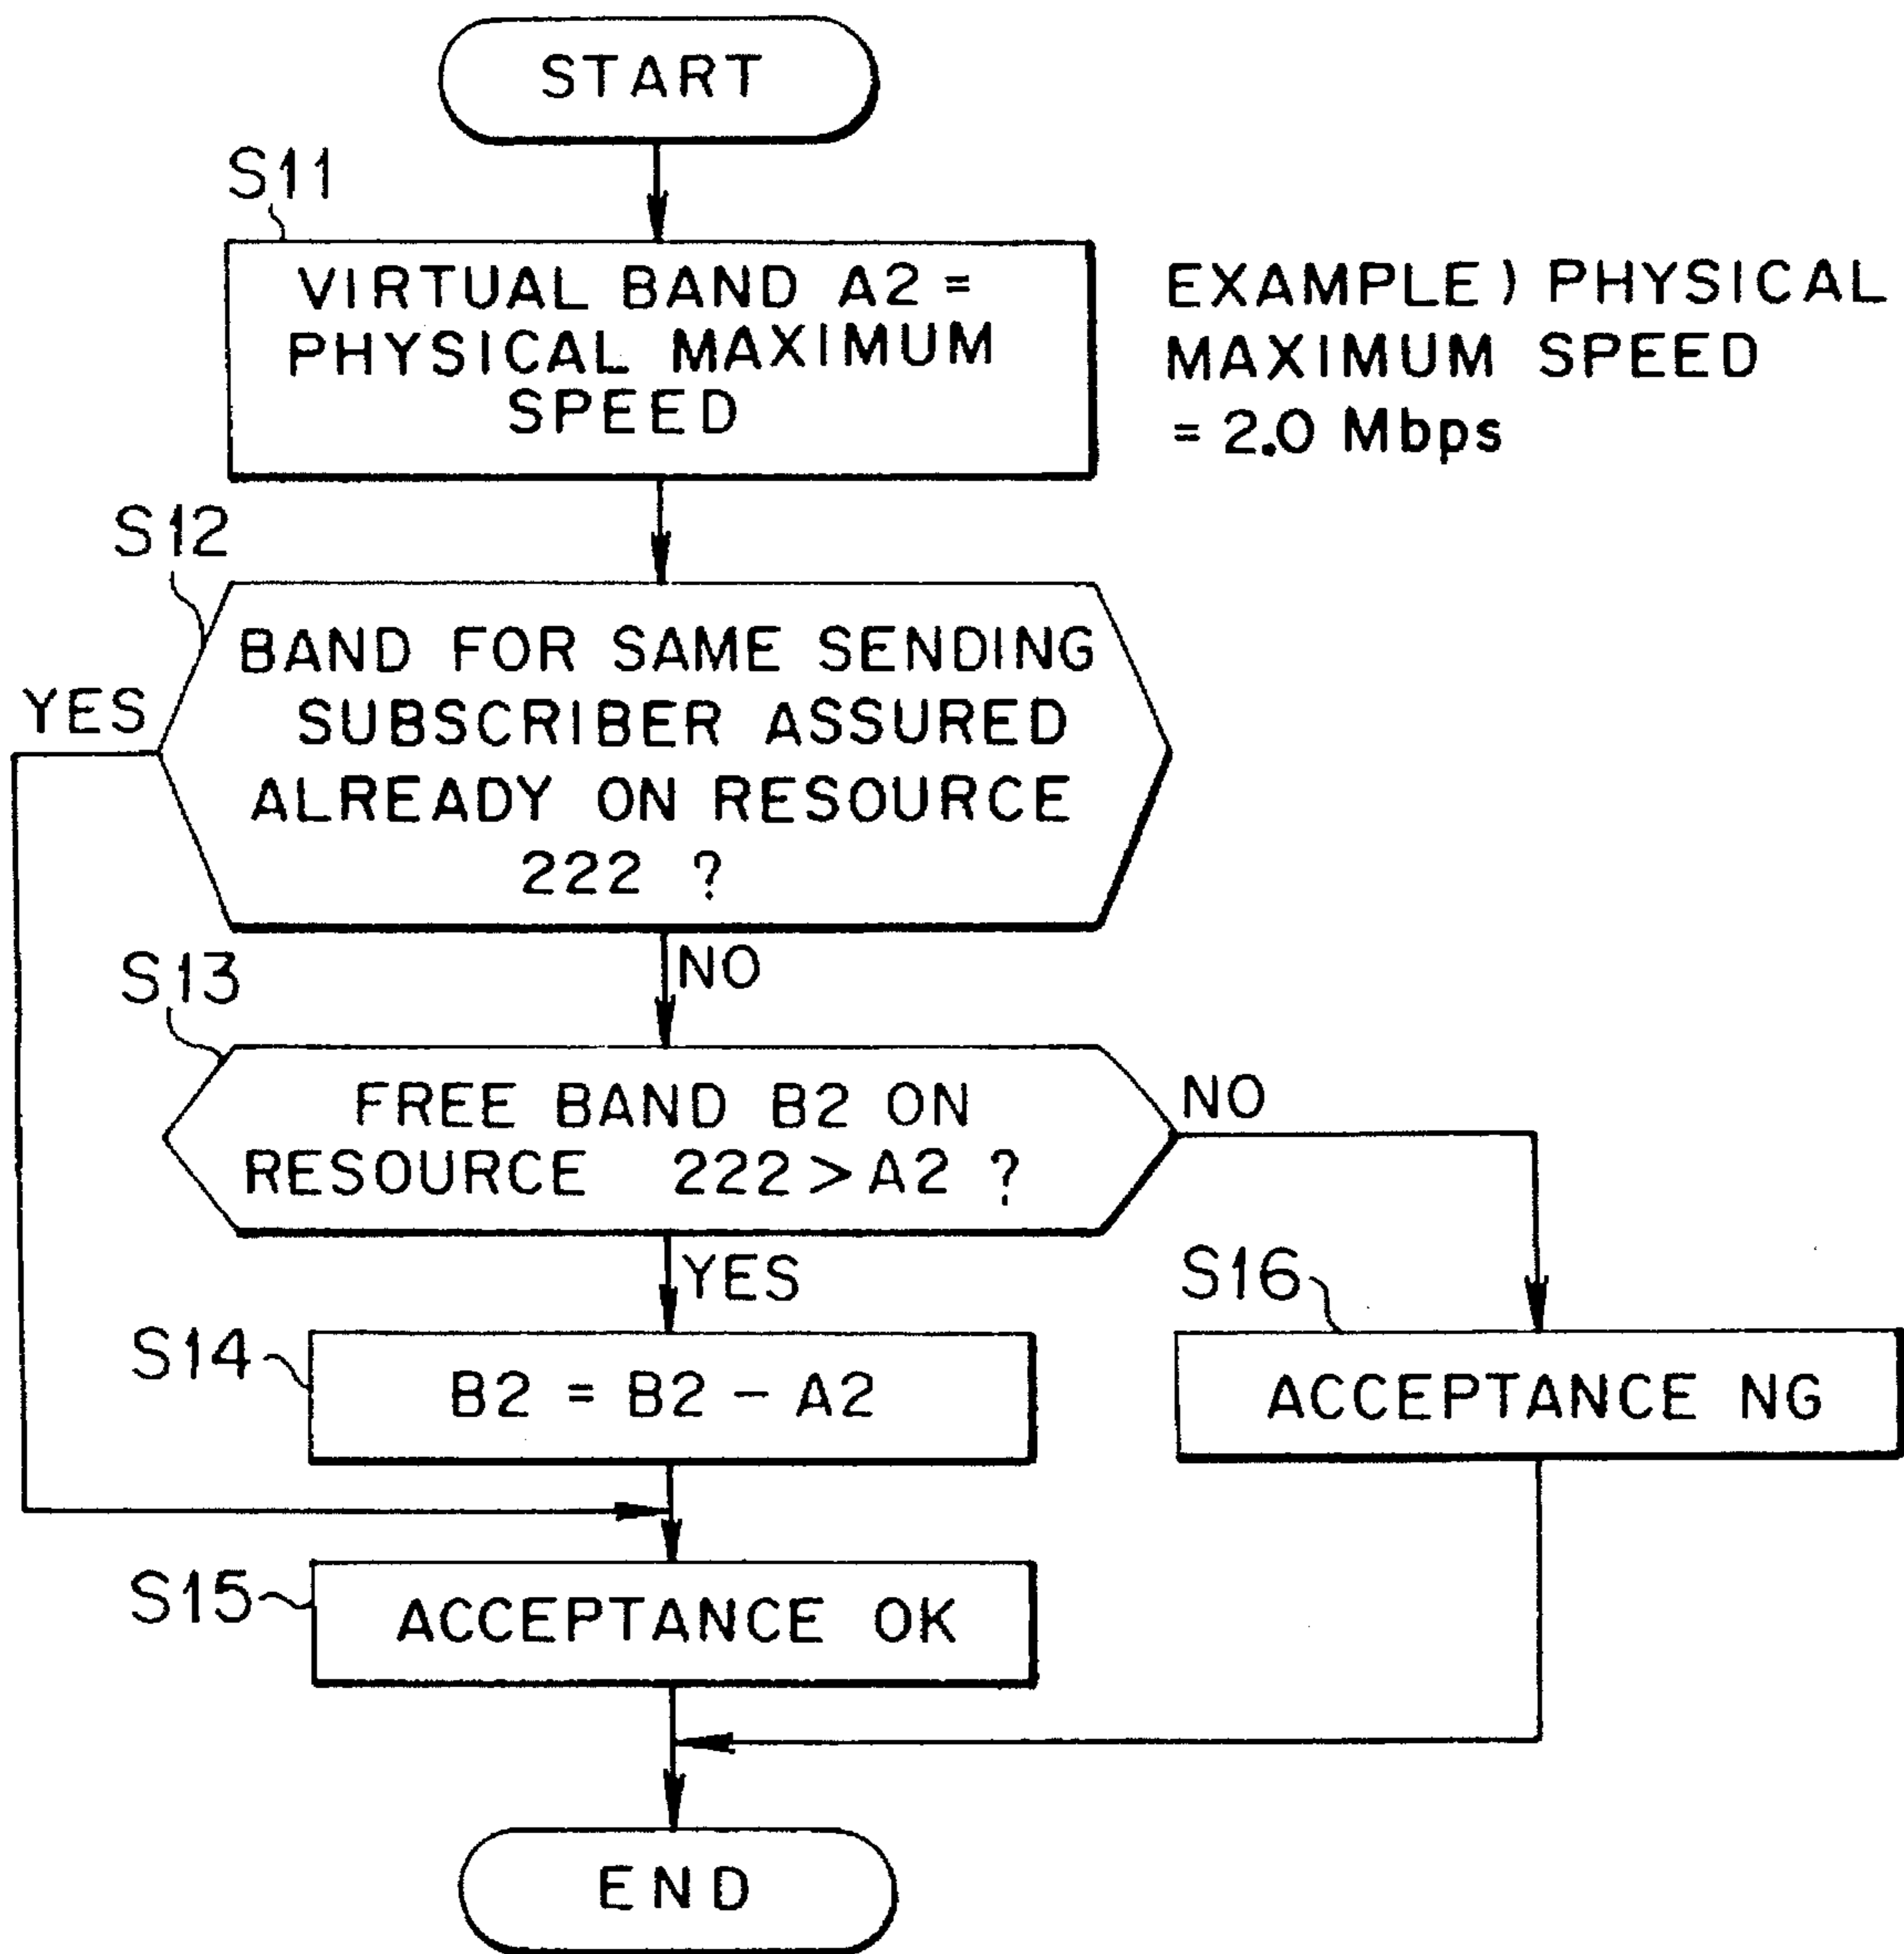 START
S11
VIRTUAL BAND A2 =
PHYSICAL MAXIMUM
SPEED
EXAMPLE) PHYSICAL
MAXIMUM SPEED
= 2.0 Mbps
S12
BAND FOR SAME SENDING
SUBSCRIBER ASSURED
ALREADY ON RESOURCE
222 ?
YES
NO
S13
FREE BAND B2 ON
RESOURCE 222 > A2 ?
NO
YES
S14
B2 = B2 - A2
S16
ACCEPTANCE NG
S15
ACCEPTANCE OK
END